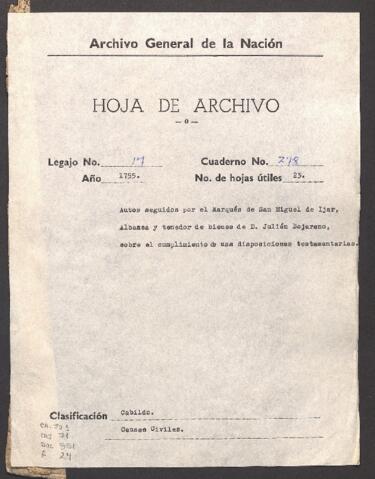 Archivo General de la Nación
HOJA DE ARCHIVO
—o—
Legajo No. 17 Cuaderno No. 278
Año 1755. No. de hojas útiles 23.
Autos seguidos por el Marqués de San Miguel de Ijar,
Albacea y tenedor de bienes de D. Julián Bejarano,
sobre el cumplimiento de sus disposiciones testamentarias.
Clasificación Cabildo.
Causas Civiles.